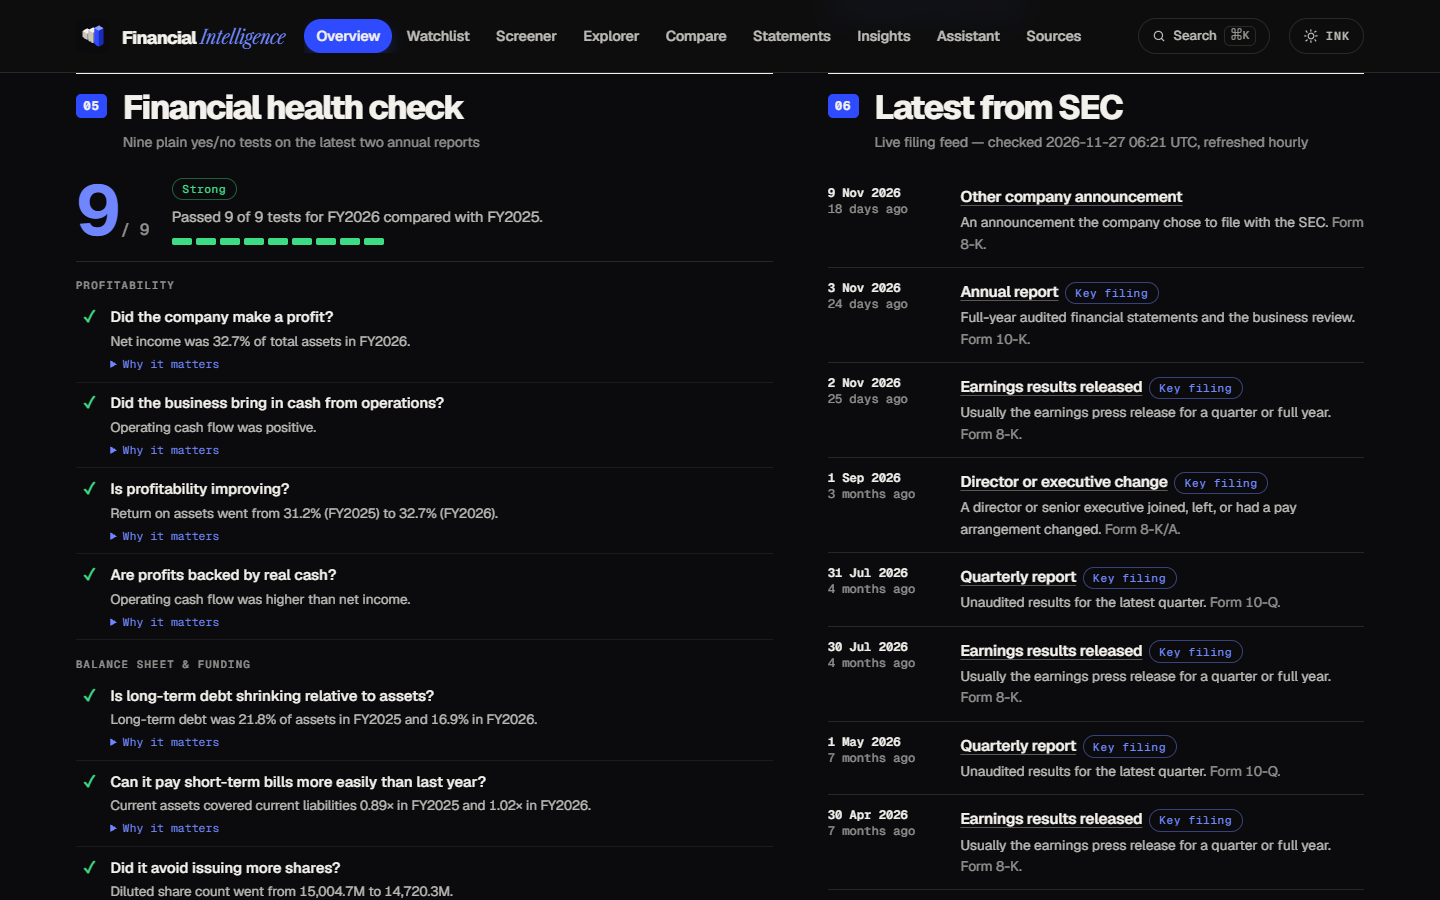 Financial Intelligence
Overview
Watchlist
Screener
Explorer
Compare
Statements
Insights
Assistant
Sources
Search ⌘K
INK
05
Financial health check
Nine plain yes/no tests on the latest two annual reports
9 / 9
Strong
Passed 9 of 9 tests for FY2026 compared with FY2025.
PROFITABILITY
✓ Did the company make a profit?
Net income was 32.7% of total assets in FY2026.
▶ Why it matters
✓ Did the business bring in cash from operations?
Operating cash flow was positive.
▶ Why it matters
✓ Is profitability improving?
Return on assets went from 31.2% (FY2025) to 32.7% (FY2026).
▶ Why it matters
✓ Are profits backed by real cash?
Operating cash flow was higher than net income.
▶ Why it matters
BALANCE SHEET & FUNDING
✓ Is long-term debt shrinking relative to assets?
Long-term debt was 21.8% of assets in FY2025 and 16.9% in FY2026.
▶ Why it matters
✓ Can it pay short-term bills more easily than last year?
Current assets covered current liabilities 0.89× in FY2025 and 1.02× in FY2026.
▶ Why it matters
✓ Did it avoid issuing more shares?
Diluted share count went from 15,004.7M to 14,720.3M.
06
Latest from SEC
Live filing feed — checked 2026-11-27 06:21 UTC, refreshed hourly
9 Nov 2026
18 days ago
Other company announcement
An announcement the company chose to file with the SEC. Form
8-K.
3 Nov 2026
24 days ago
Annual report Key filing
Full-year audited financial statements and the business review.
Form 10-K.
2 Nov 2026
25 days ago
Earnings results released Key filing
Usually the earnings press release for a quarter or full year.
Form 8-K.
1 Sep 2026
3 months ago
Director or executive change Key filing
A director or senior executive joined, left, or had a pay
arrangement changed. Form 8-K/A.
31 Jul 2026
4 months ago
Quarterly report Key filing
Unaudited results for the latest quarter. Form 10-Q.
30 Jul 2026
4 months ago
Earnings results released Key filing
Usually the earnings press release for a quarter or full year.
Form 8-K.
1 May 2026
7 months ago
Quarterly report Key filing
Unaudited results for the latest quarter. Form 10-Q.
30 Apr 2026
7 months ago
Earnings results released Key filing
Usually the earnings press release for a quarter or full year.
Form 8-K.